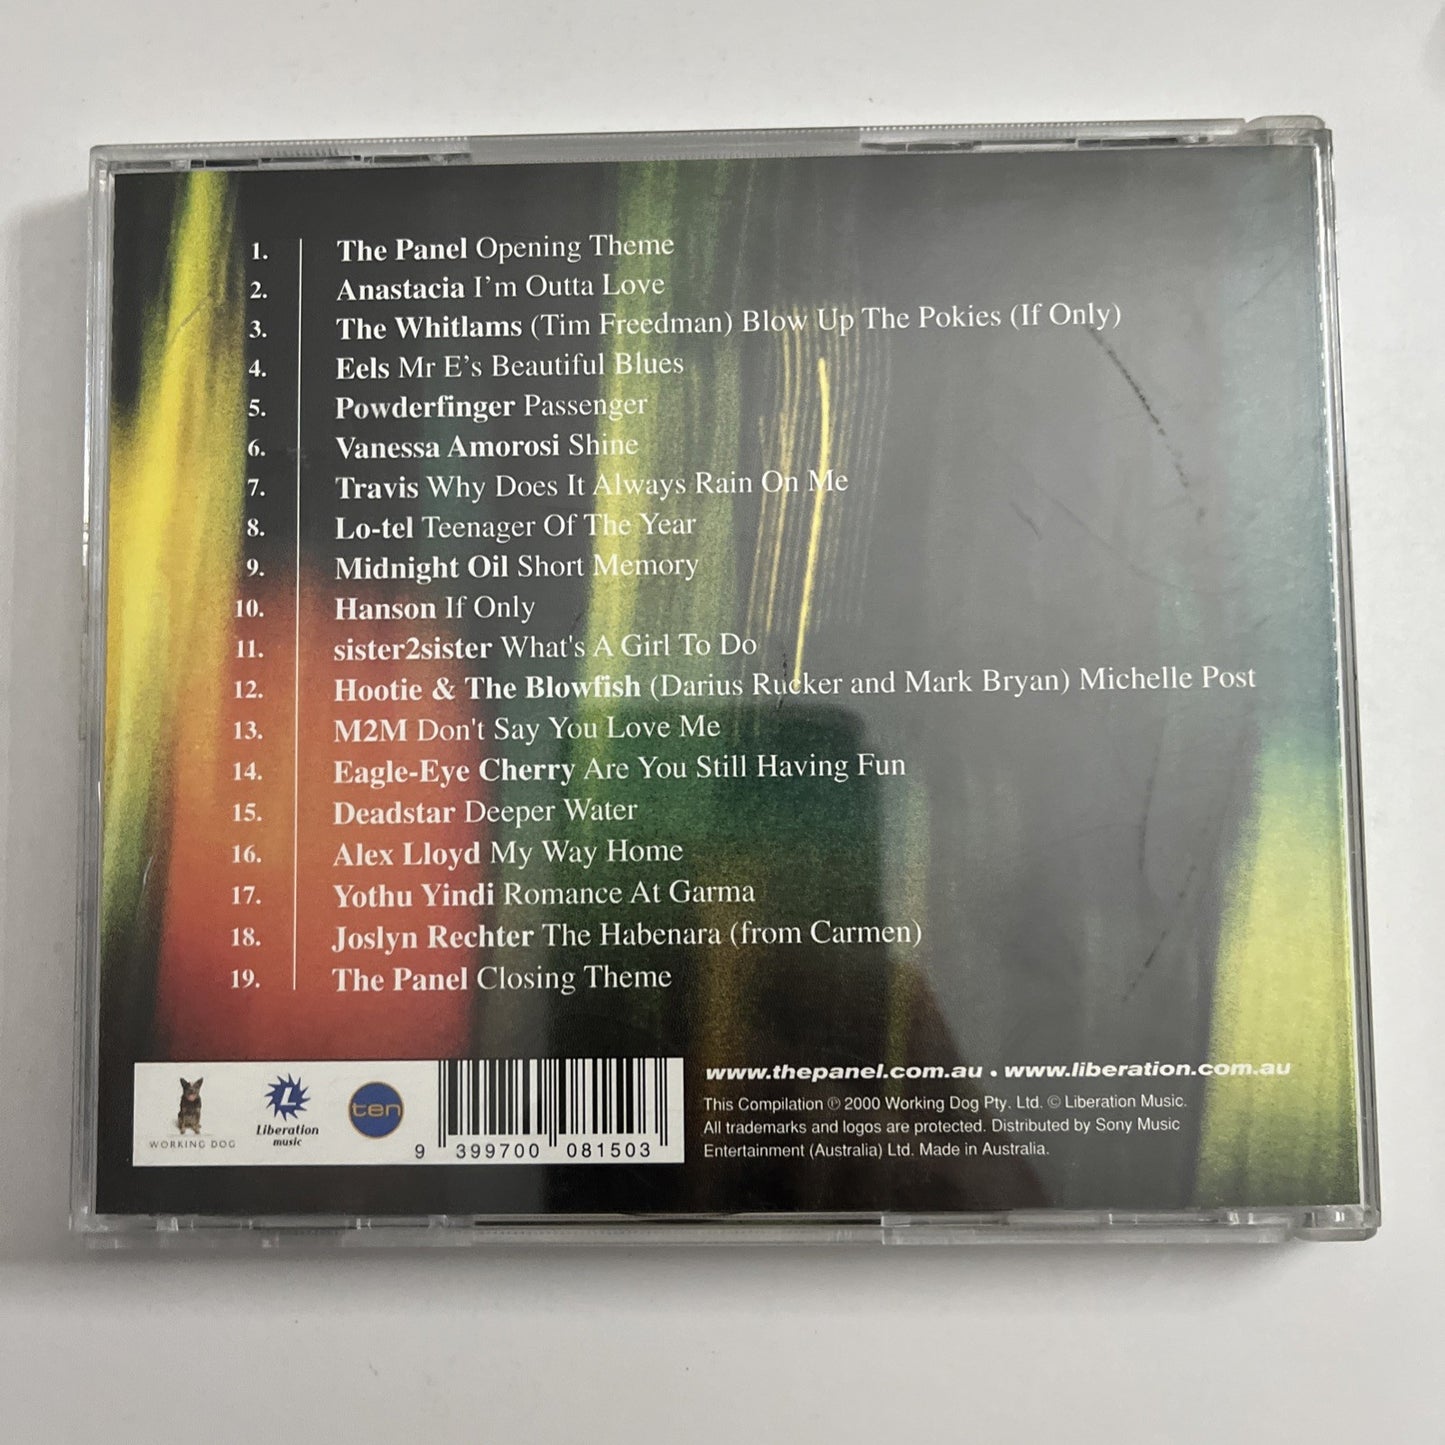 1. The Panel Opening Theme
2. Anastacia I'm Outta Love
3. The Whitlams (Tim Freedman) Blow Up The Pokies (If Only)
4. Eels Mr E's Beautiful Blues
5. Powderfinger Passenger
6. Vanessa Amorosi Shine
7. Travis Why Does It Always Rain On Me
8. Lo-tel Teenager Of The Year
9. Midnight Oil Short Memory
10. Hanson If Only
11. sister2sister What's A Girl To Do
12. Hootie & The Blowfish (Darius Rucker and Mark Bryan) Michelle Post
13. M2M Don't Say You Love Me
14. Eagle-Eye Cherry Are You Still Having Fun
15. Deadstar Deeper Water
16. Alex Lloyd My Way Home
17. Yothu Yindi Romance At Garma
18. Joslyn Rechter The Habenara (from Carmen)
19. The Panel Closing Theme
WORKING DOG
L
Liberation
music
ten
9 399700 081503
www.thepanel.com.au • www.liberation.com.au
This Compilation ℗ 2000 Working Dog Pty. Ltd. © Liberation Music.
All trademarks and logos are protected. Distributed by Sony Music
Entertainment (Australia) Ltd. Made in Australia.